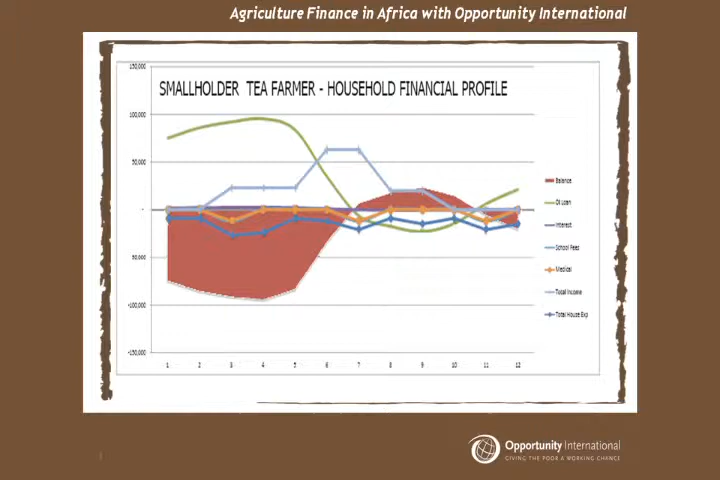 Agriculture Finance in Africa with Opportunity International
150,000
SMALLHOLDER TEA FARMER - HOUSEHOLD FINANCIAL PROFILE
100,000
50,000
-
50,000
-100,000
-150,000
1 2 3 4 5 6 7 8 9 10 11 12
Balance
OI Loan
Interest
School Fees
Medical
Total Income
Total House Exp
Opportunity International
GIVING THE POOR A WORKING CHANCE